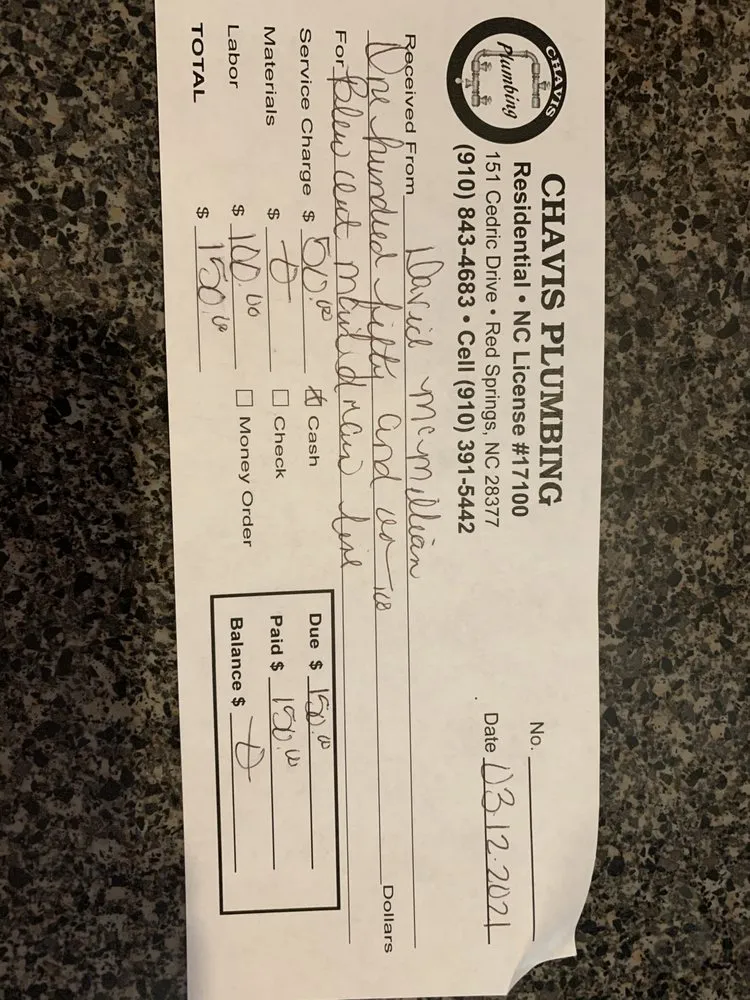 CHAVIS
Plumbing
CHAVIS PLUMBING
Residential • NC License #17100
151 Cedric Drive • Red Springs, NC 28377
(910) 843-4683 • Cell (910) 391-5442
No.
Date 03.12.2021
Received From David McMillian
One hundred fifty and 00/100 Dollars
For Blew out main drain line
Service Charge $ 50.00
Materials $ 0
Labor $ 100.00
TOTAL $ 150.00
Cash
Check
Money Order
Due $ 150.00
Paid $ 150.00
Balance $ 0